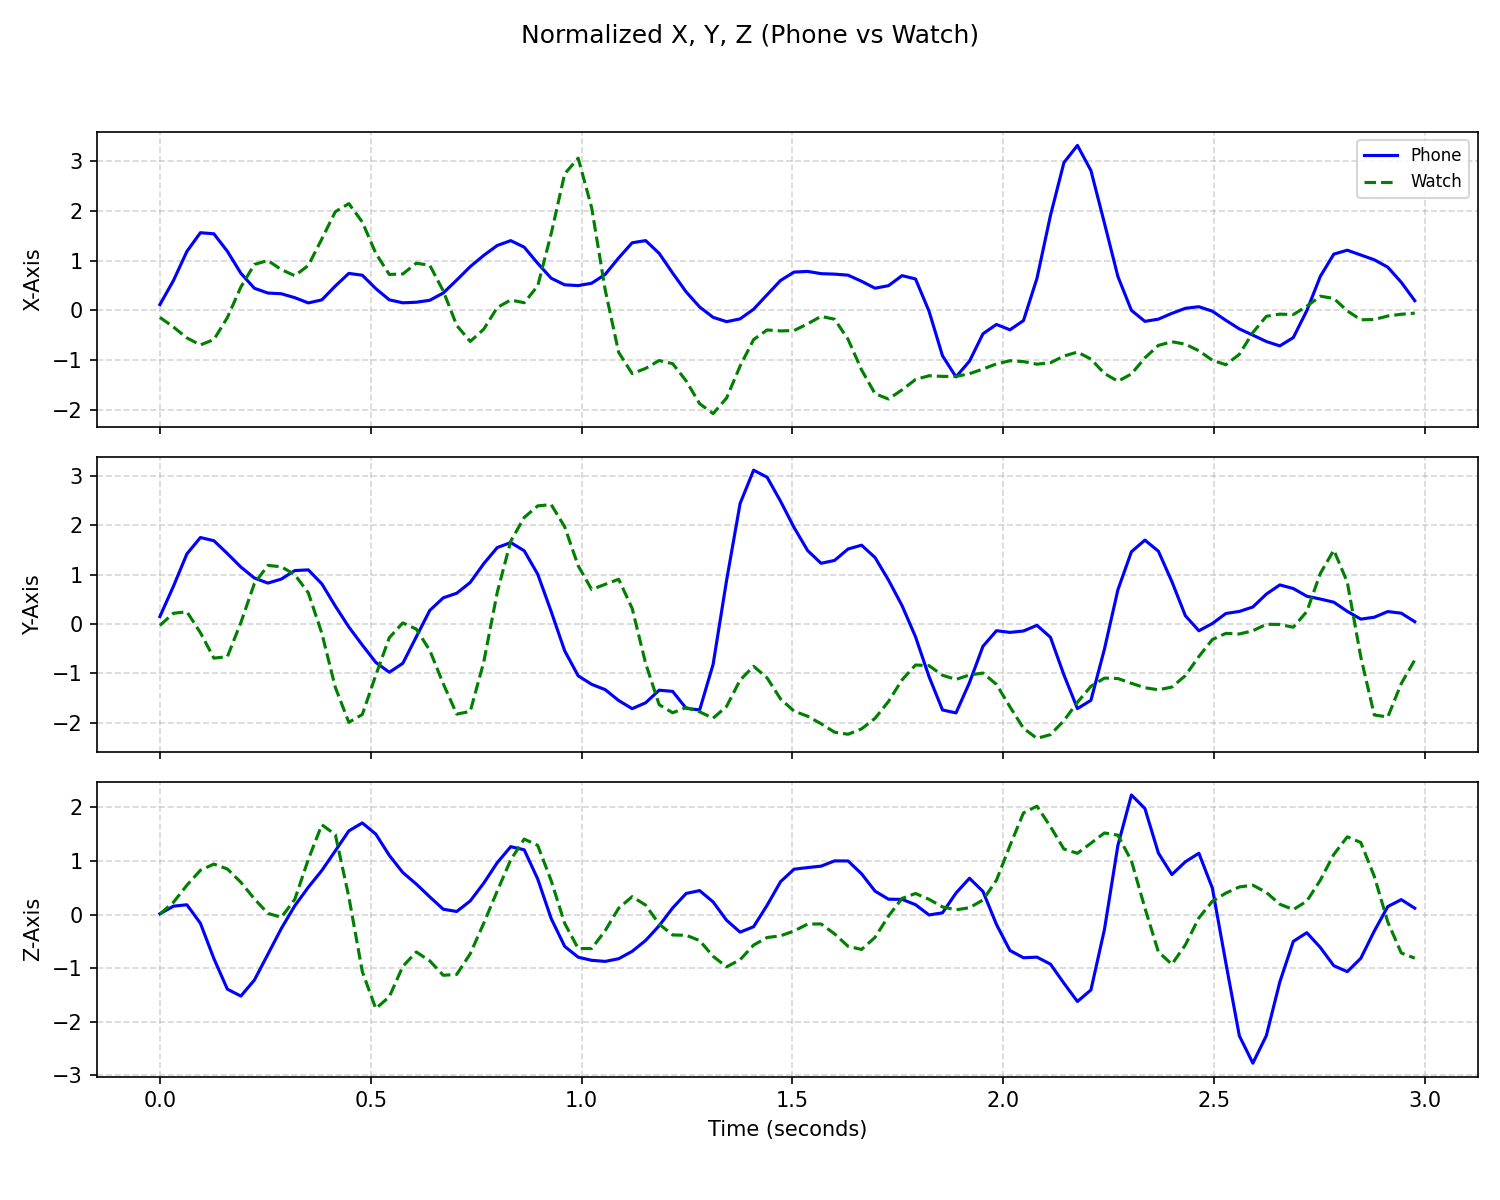 Normalized X, Y, Z (Phone vs Watch)
X-Axis
3
2
1
0
−1
−2
Phone
Watch
Y-Axis
3
2
1
0
−1
−2
Z-Axis
2
1
0
−1
−2
−3
0.0 0.5 1.0 1.5 2.0 2.5 3.0
Time (seconds)